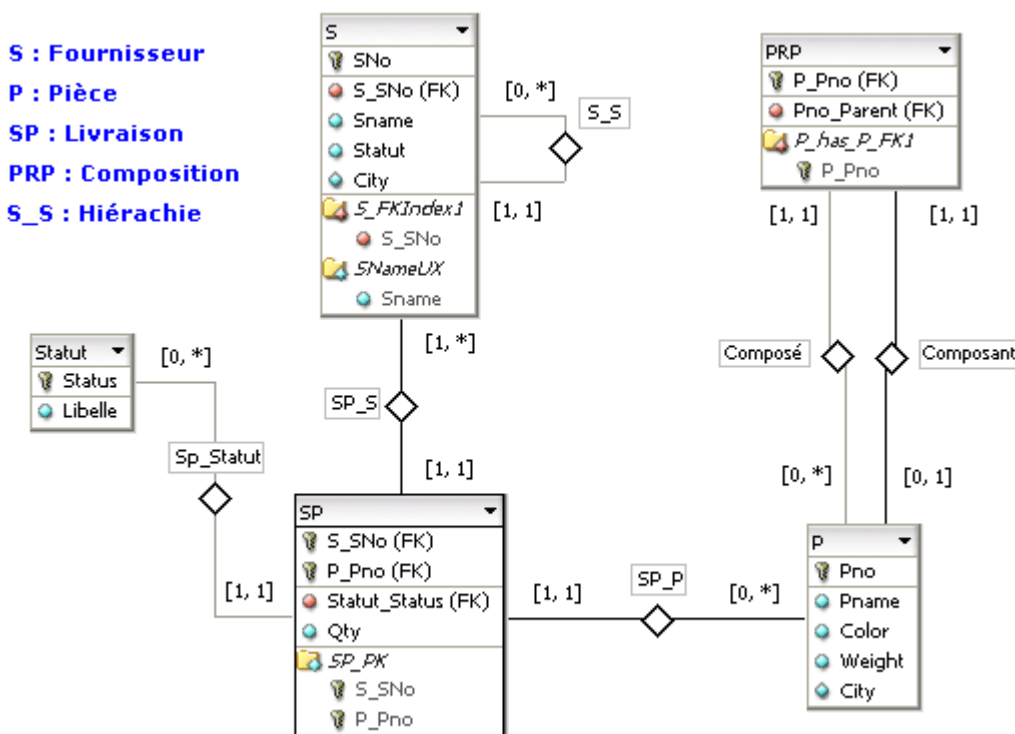 S : Fournisseur
P : Pièce
SP : Livraison
PRP : Composition
S_S : Hiérachie
S
SNo
S_SNo (FK)
Sname
Statut
City
S_FKIndex1
S_SNo
SNameUX
Sname
[0, *]
S_S
[1, 1]
PRP
P_Pno (FK)
Pno_Parent (FK)
P_has_P_FK1
P_Pno
[1, 1]
[1, 1]
Statut
Status
Libelle
[0, *]
[1, *]
SP_S
[1, 1]
Composé
Composant
Sp_Statut
[0, *]
[0, 1]
[1, 1]
SP
S_SNo (FK)
P_Pno (FK)
Statut_Status (FK)
Qty
SP_PK
S_SNo
P_Pno
[1, 1]
SP_P
[0, *]
P
Pno
Pname
Color
Weight
City